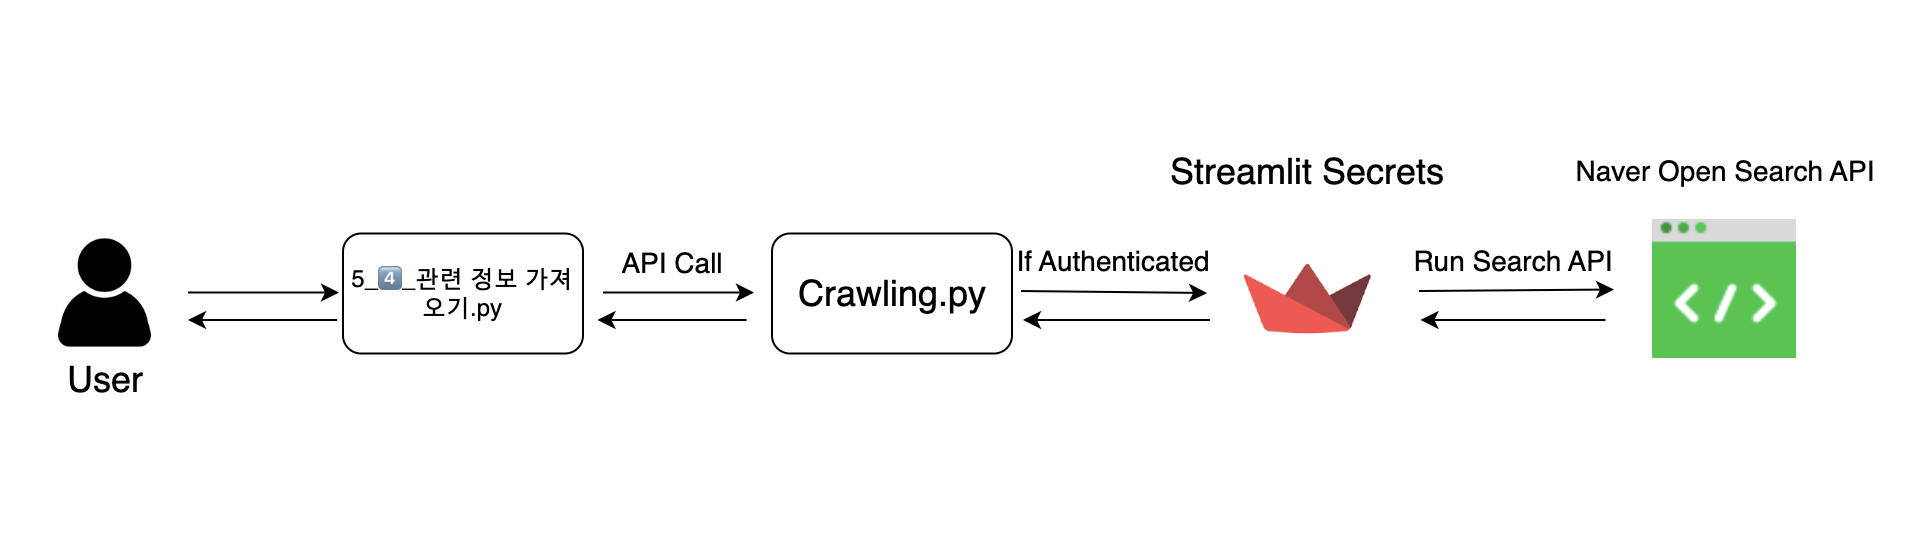 Streamlit Secrets
Naver Open Search API
5_4️⃣_관련 정보 가져
오기.py
API Call
Crawling.py
If Authenticated
Run Search API
</>
User